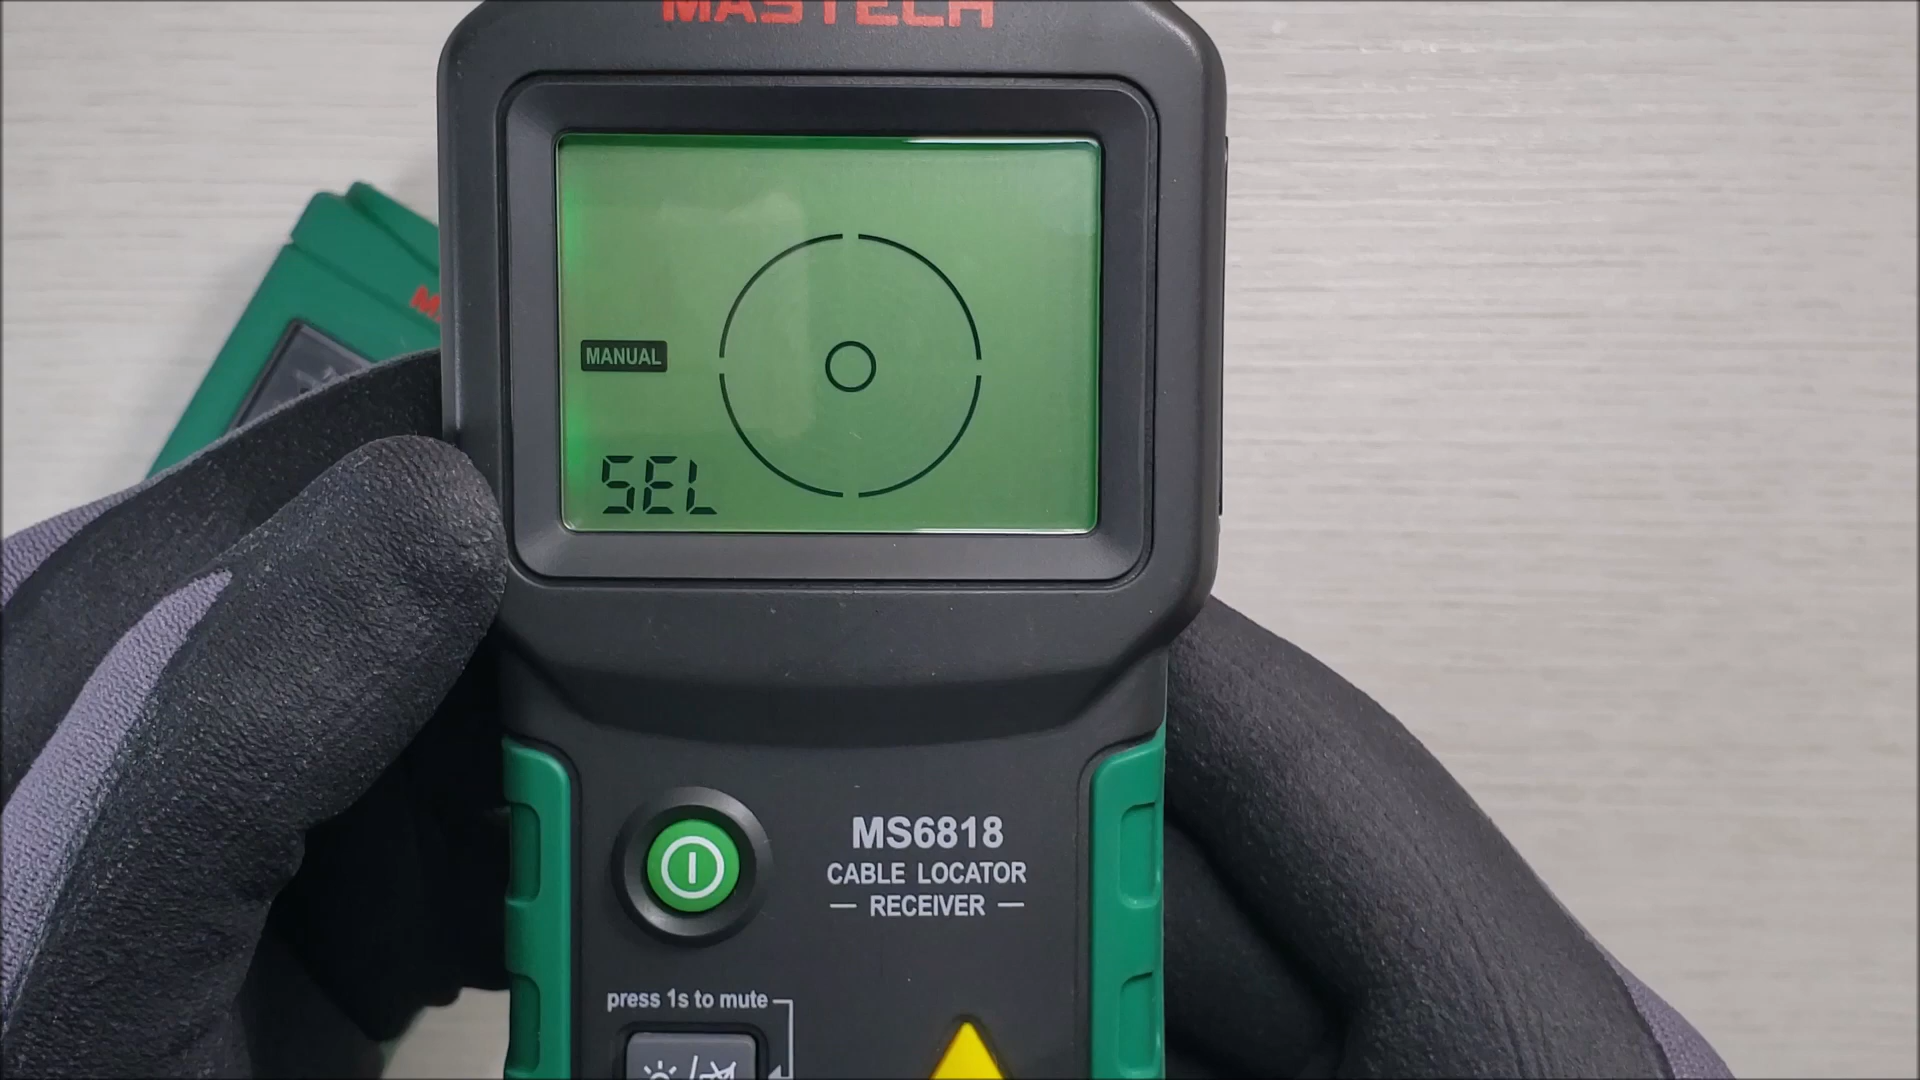 MASTECH
MANUAL
SEL
MS6818
CABLE LOCATOR
— RECEIVER —
press 1s to mute